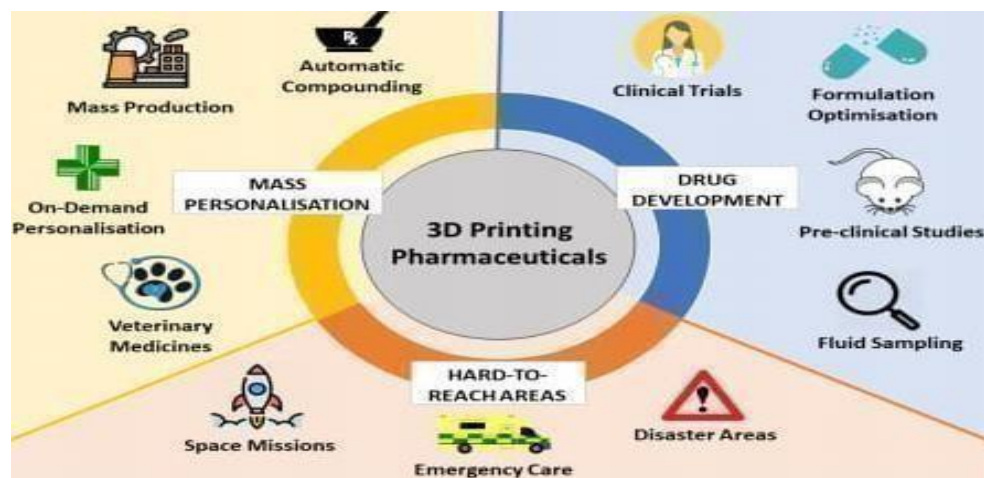 Automatic
Compounding
Mass Production
On-Demand
Personalisation
Veterinary
Medicines
MASS
PERSONALISATION
3D Printing
Pharmaceuticals
Clinical Trials
Formulation
Optimisation
DRUG
DEVELOPMENT
Pre-clinical Studies
Fluid Sampling
HARD-TO-
REACH AREAS
Space Missions
Emergency Care
Disaster Areas